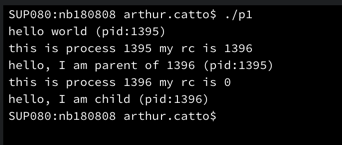 SUP080:nb180808 arthur.catto$ ./p1
hello world (pid:1395)
this is process 1395 my rc is 1396
hello, I am parent of 1396 (pid:1395)
this is process 1396 my rc is 0
hello, I am child (pid:1396)
SUP080:nb180808 arthur.catto$